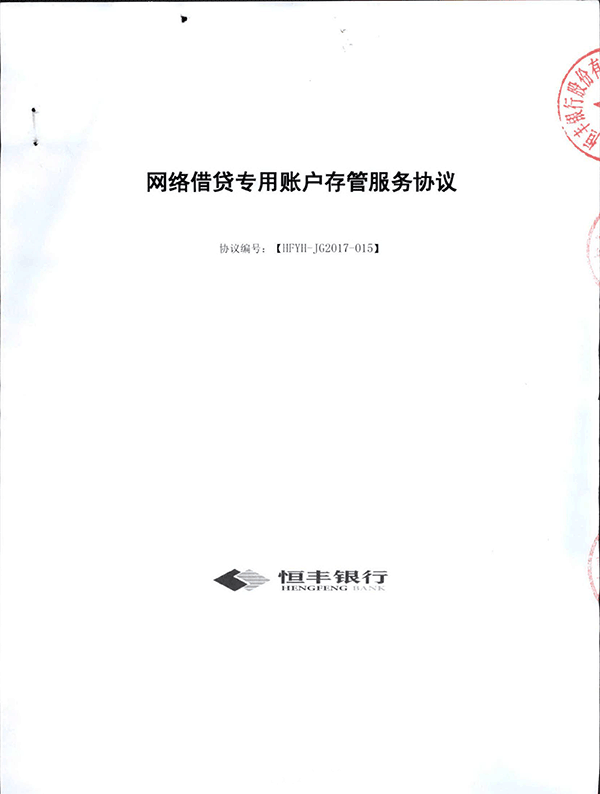 恒丰银行股份有
网络借贷专用账户存管服务协议
协议编号：【HFYH-JG2017-015】
恒丰银行
HENGFENG BANK